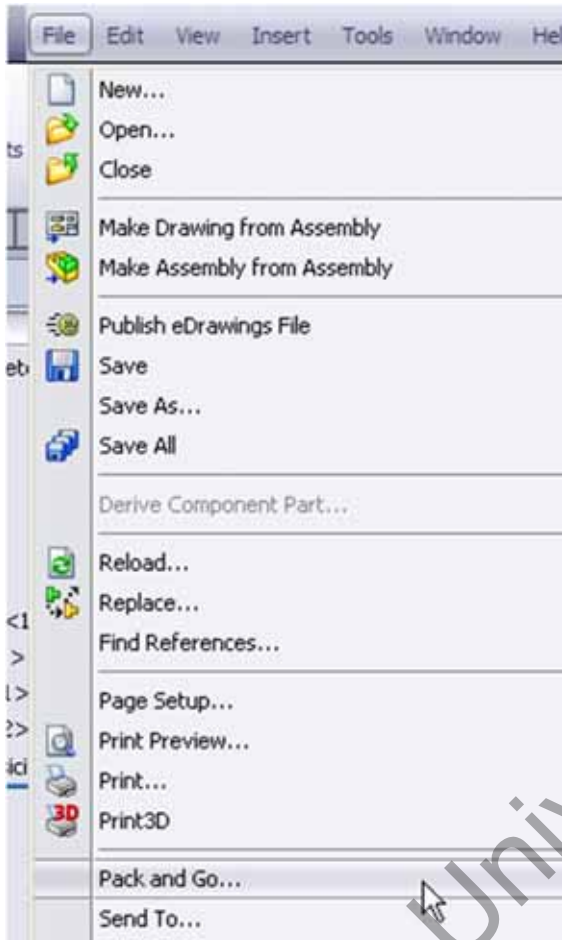 File Edit View Insert Tools Window
New...
Open...
Close
Make Drawing from Assembly
Make Assembly from Assembly
Publish eDrawings File
Save
Save As...
Save All
Derive Component Part...
Reload...
Replace...
Find References...
Page Setup...
Print Preview...
Print...
3D Print3D
Pack and Go...
Send To...